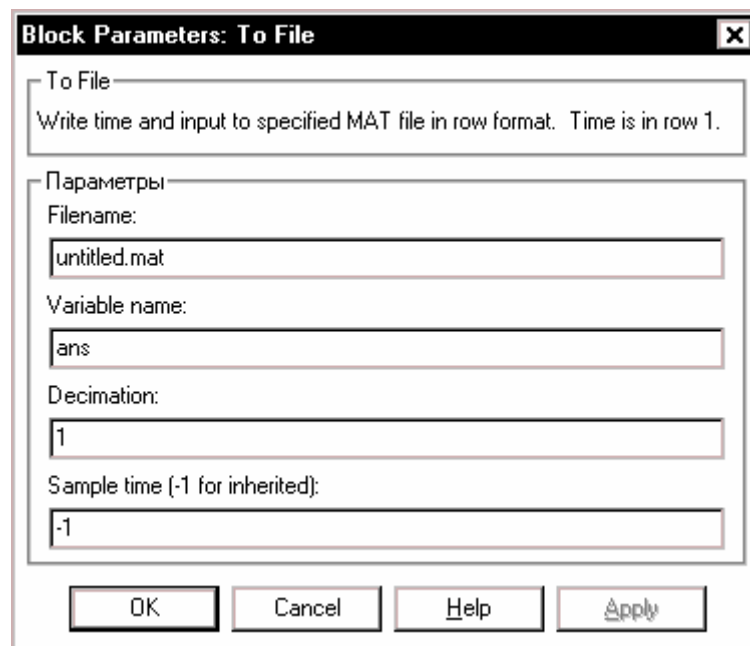 Block Parameters: To File
To File
Write time and input to specified MAT file in row format. Time is in row 1.
Параметры
Filename:
untitled.mat
Variable name:
ans
Decimation:
1
Sample time (-1 for inherited):
-1
OK Cancel Help Apply